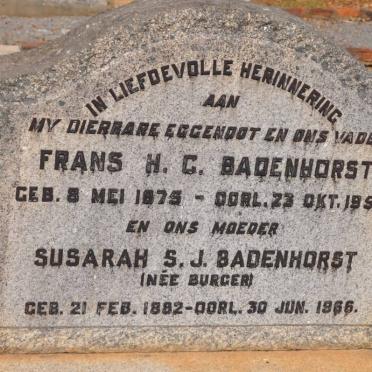 IN LIEFDEVOLLE HERINNERING
AAN
MY DIERBARE EGGENOOT EN ONS VADE
FRANS H. C. BADENHORST
GEB. 8 MEI 1875 - OORL. 23 OKT. 195
EN ONS MOEDER
SUSARAH S. J. BADENHORST
(NÉE BURGER)
GEB. 21 FEB. 1882-OORL. 30 JUN. 1966.